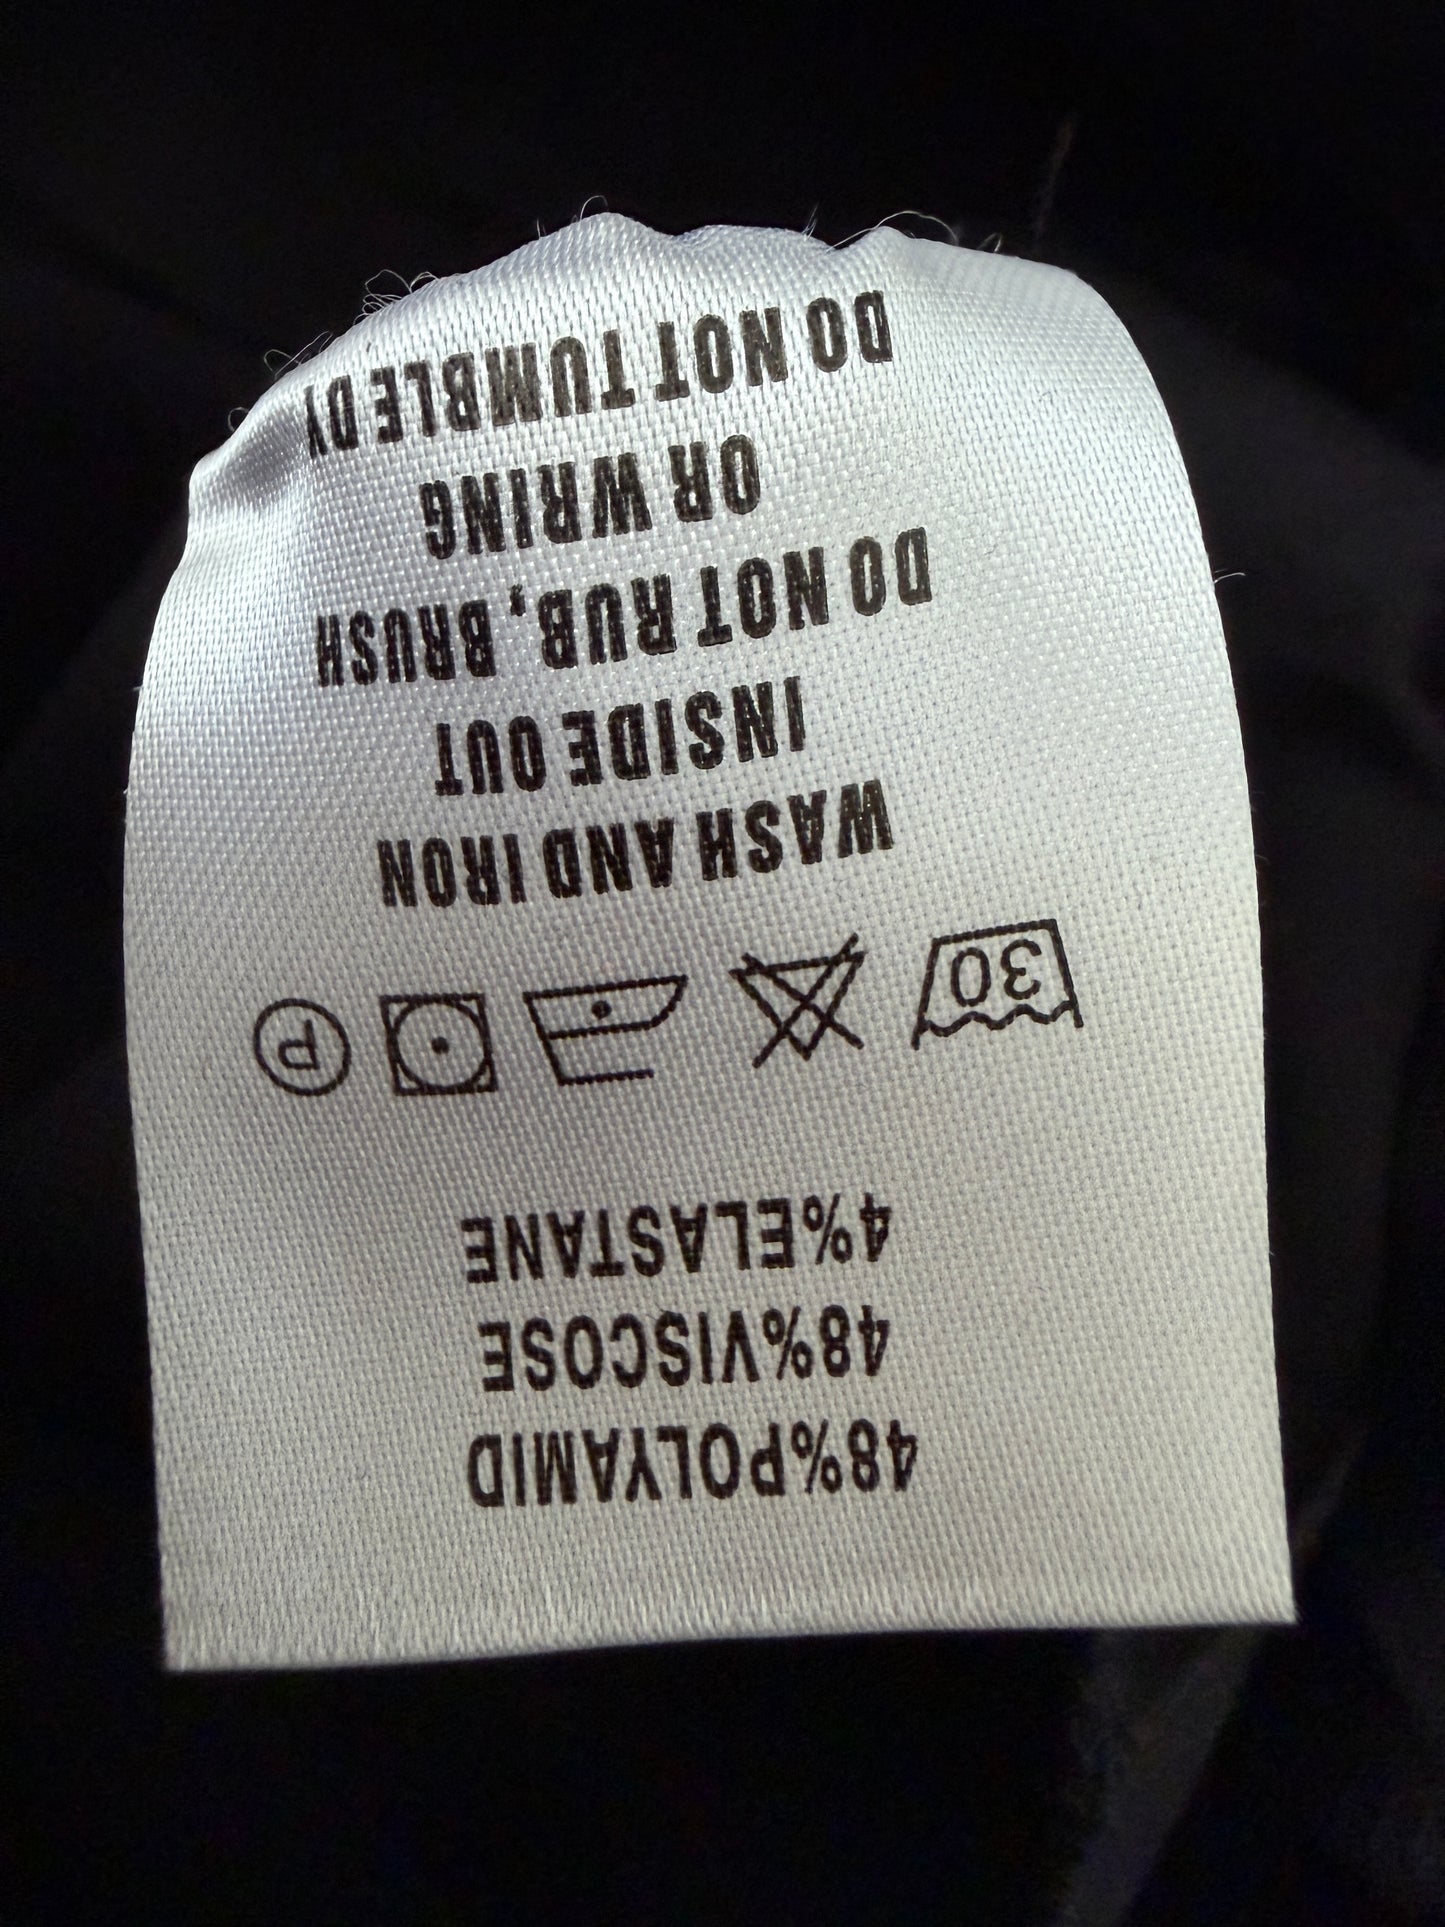 48%POLYAMID
48%VISCOSE
4%ELASTANE
30 P
WASH AND IRON
INSIDE OUT
DO NOT RUB, BRUSH
OR WRING
DO NOT TUMBLE DY